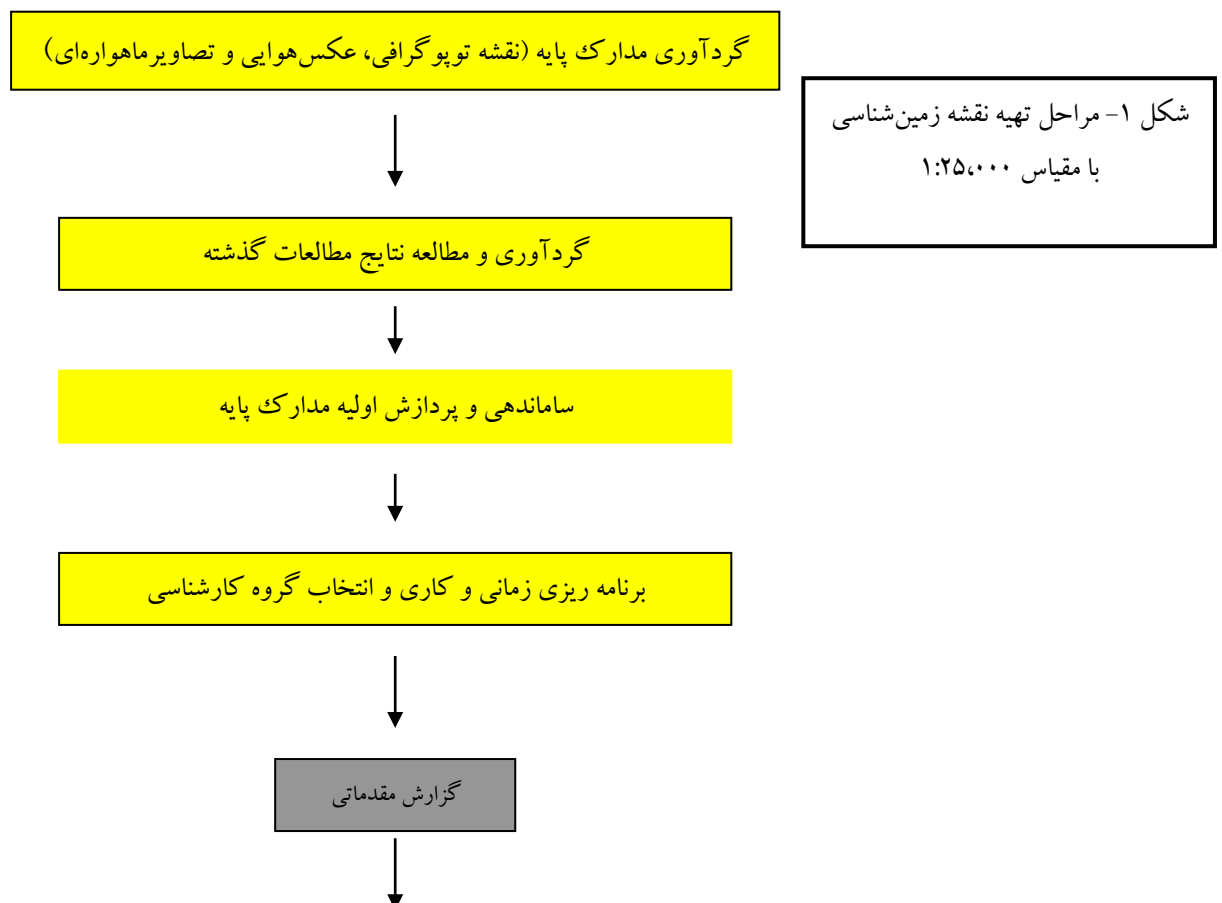 گردآوری مدارک پایه (نقشه توپوگرافی، عکس‌هوایی و تصاویرماهواره‌ای)
شکل ۱- مراحل تهیه نقشه زمین‌شناسی
با مقیاس ۱:۲۵،۰۰۰
گردآوری و مطالعه نتایج مطالعات گذشته
ساماندهی و پردازش اولیه مدارک پایه
برنامه ریزی زمانی و کاری و انتخاب گروه کارشناسی
گزارش مقدماتی